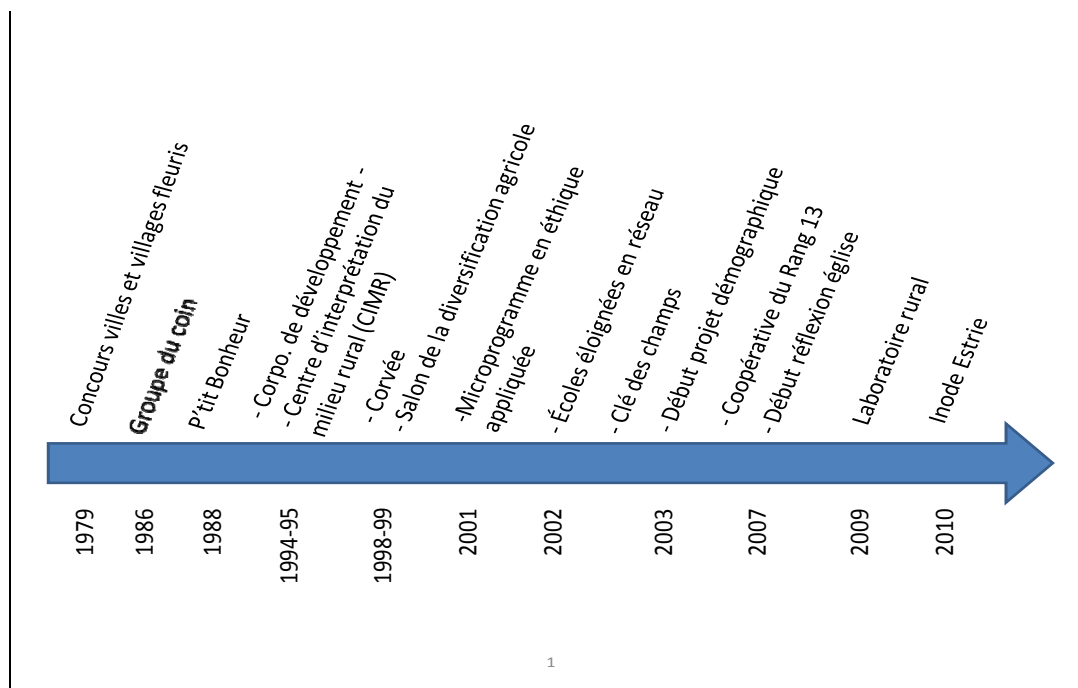 Concours villes et villages fleuris
Groupe du coin
P'tit Bonheur
- Corpo. de développement -
- Centre d'interprétation du
milieu rural (CIMR)
- Corvée
- Salon de la diversification agricole
-Microprogramme en éthique
appliquée
- Écoles éloignées en réseau
- Clé des champs
- Début projet démographique
- Coopérative du Rang 13
- Début réflexion église
Laboratoire rural
Inode Estrie
1979
1986
1988
1994-95
1998-99
2001
2002
2003
2007
2009
2010
1